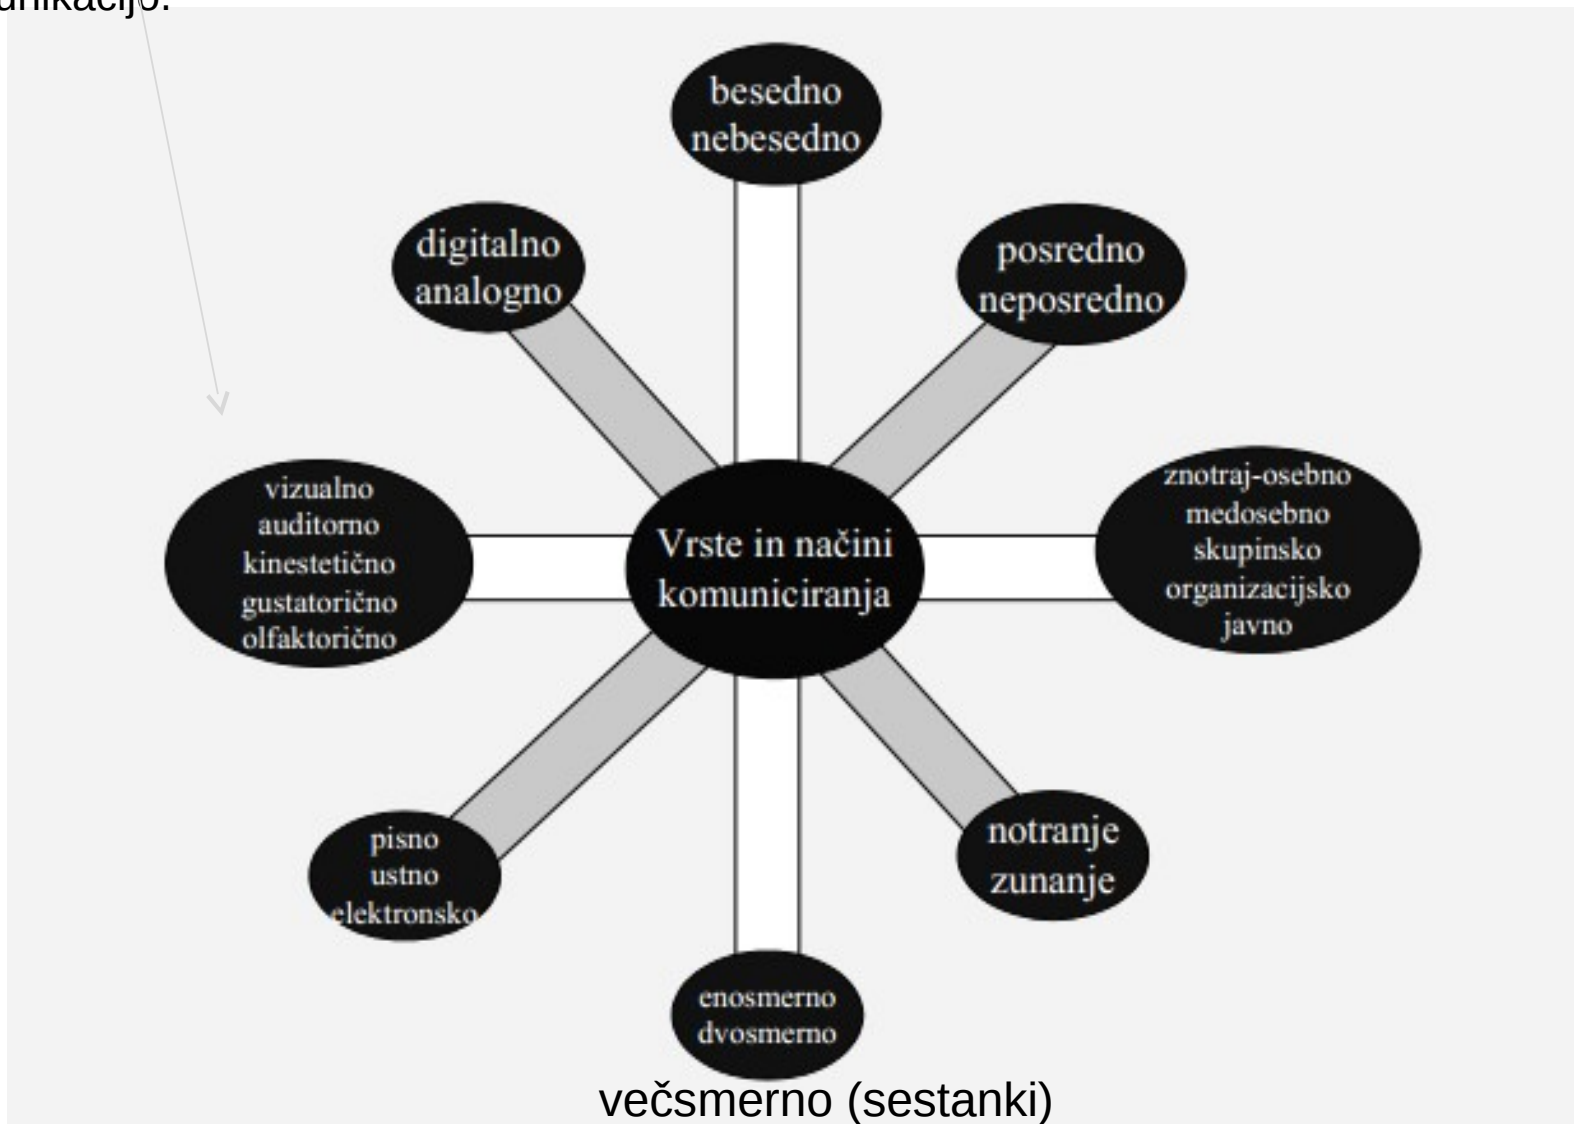 besedno
nebesedno
digitalno
analogno
posredno
neposredno
vizualno
auditorno
kinestetično
gustatorično
olfaktorično
Vrste in načini
komuniciranja
znotraj-osebno
medosebno
skupinsko
organizacijsko
javno
pisno
ustno
elektronsko
notranje
zunanje
enosmerno
dvosmerno
večsmerno (sestanki)